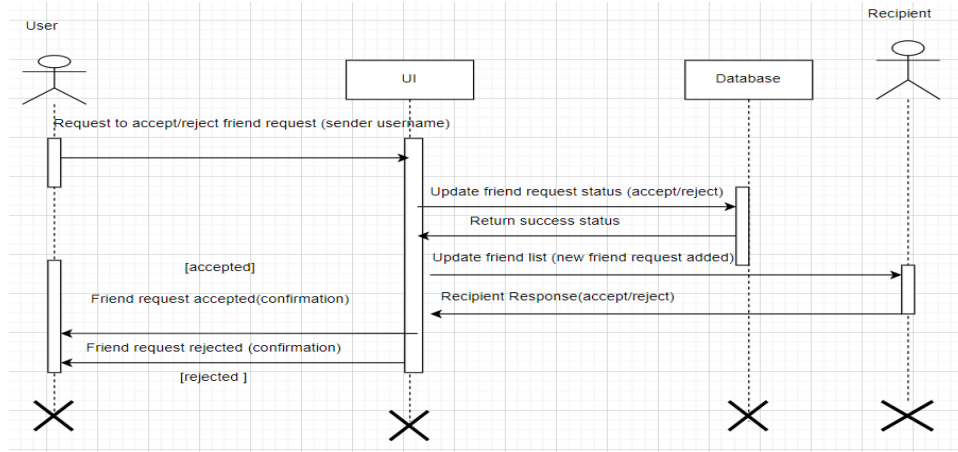 User
Recipient
UI
Database
Request to accept/reject friend request (sender username)
Update friend request status (accept/reject)
Return success status
Update friend list (new friend request added)
[accepted]
Friend request accepted(confirmation)
Recipient Response(accept/reject)
Friend request rejected (confirmation)
[rejected ]